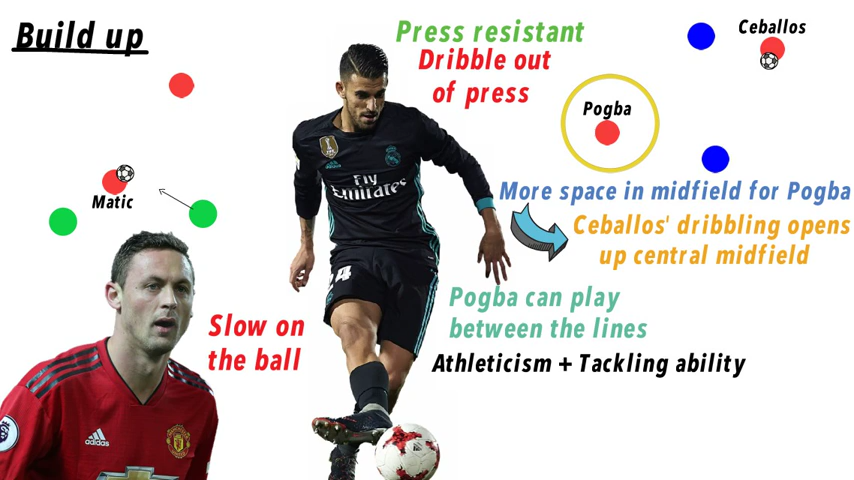 Build up
Press resistant
Dribble out
of press
Ceballos
Pogba
Matic
More space in midfield for Pogba
Ceballos' dribbling opens
up central midfield
Slow on
the ball
Pogba can play
between the lines
Athleticism + Tackling ability
Fly
Emirates
adidas
24